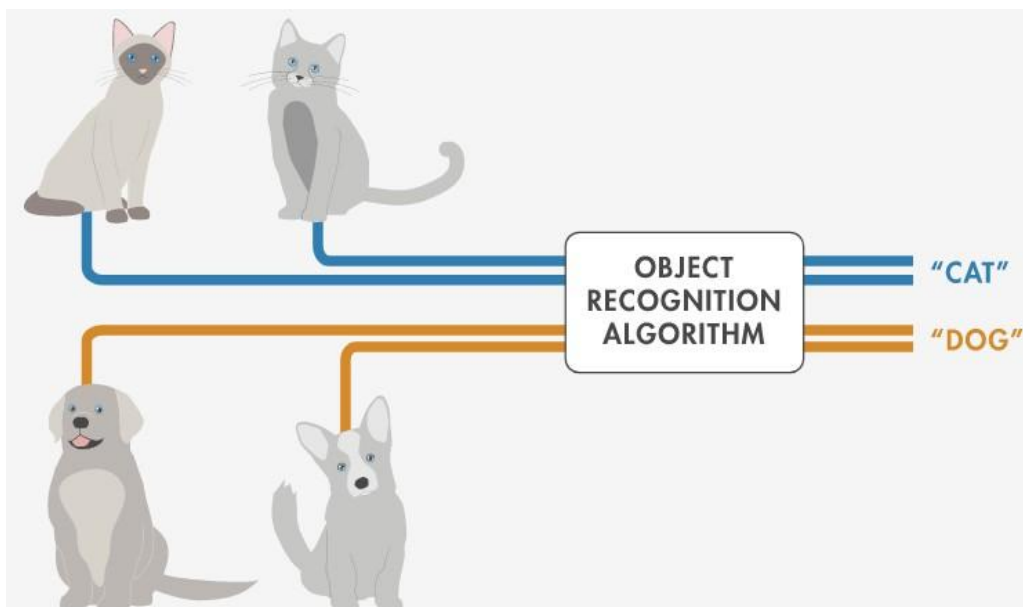 OBJECT
RECOGNITION
ALGORITHM
“CAT”
“DOG”